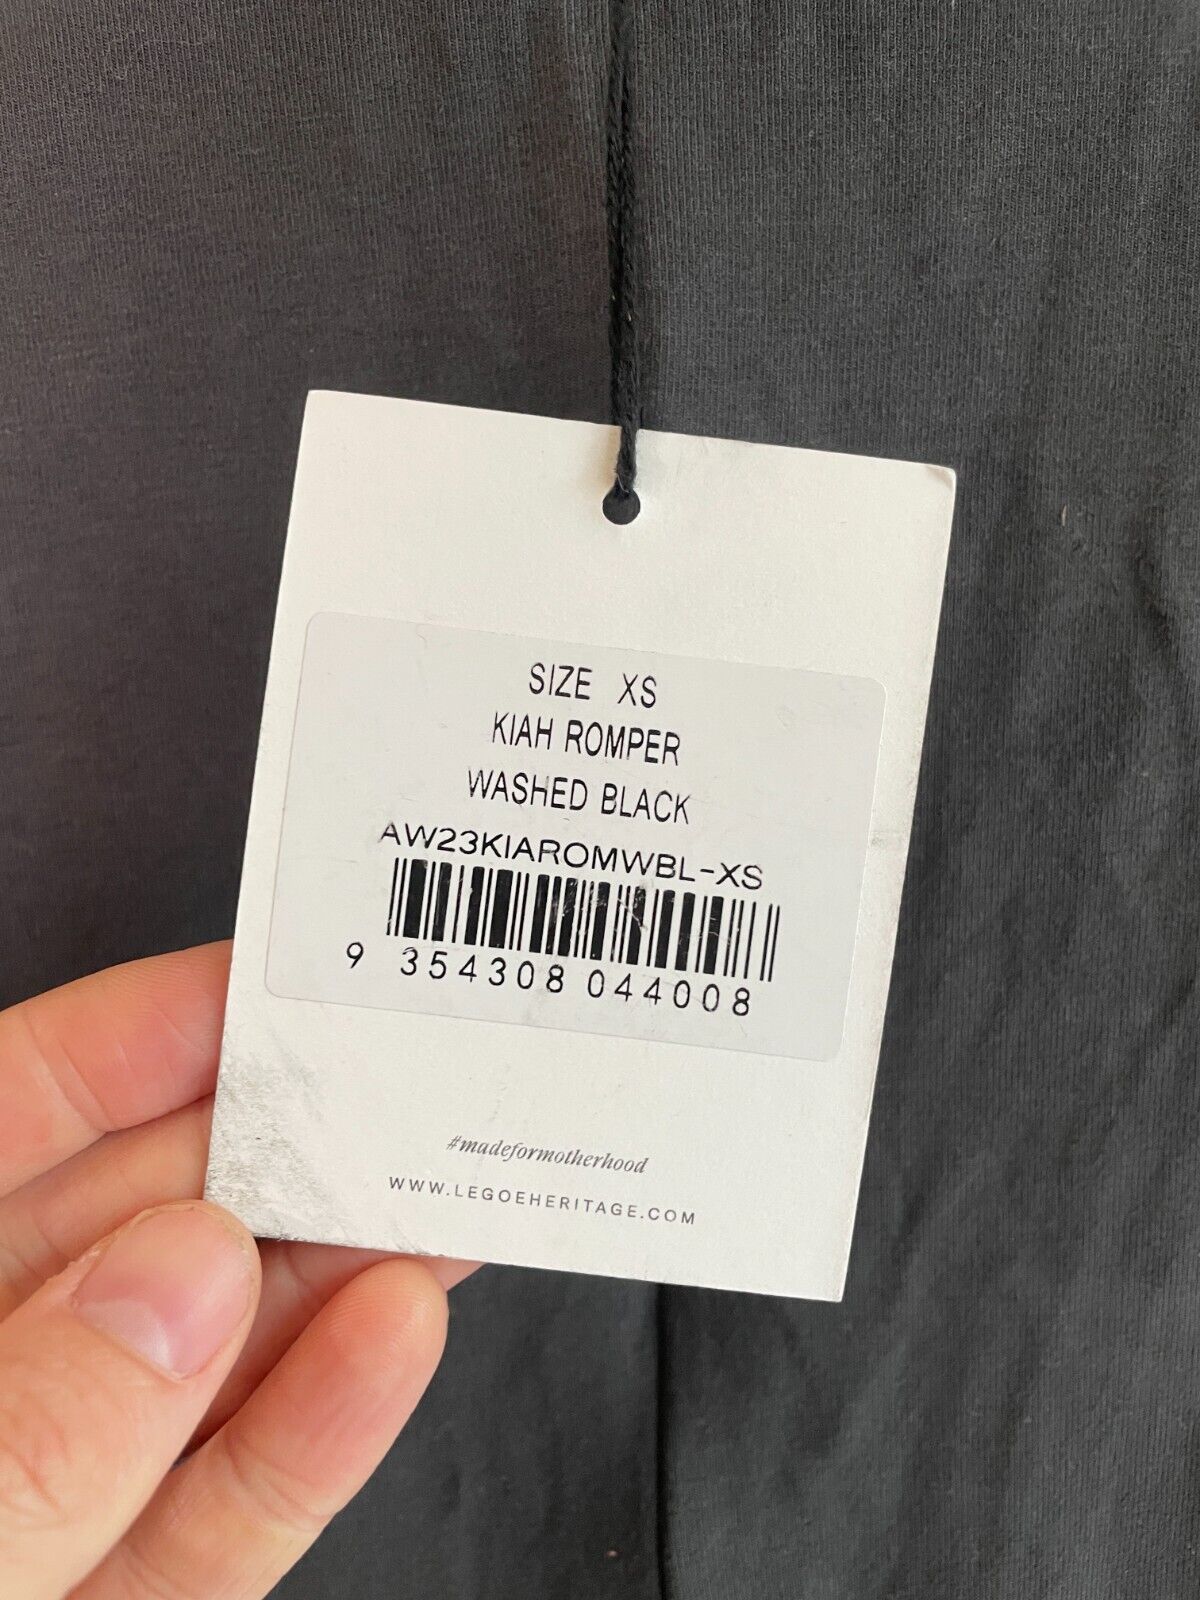 SIZE XS
KIAH ROMPER
WASHED BLACK
AW23KIAROMWBL-XS
9 354308 044008
#madeformotherhood
WWW.LEGOEHERITAGE.COM